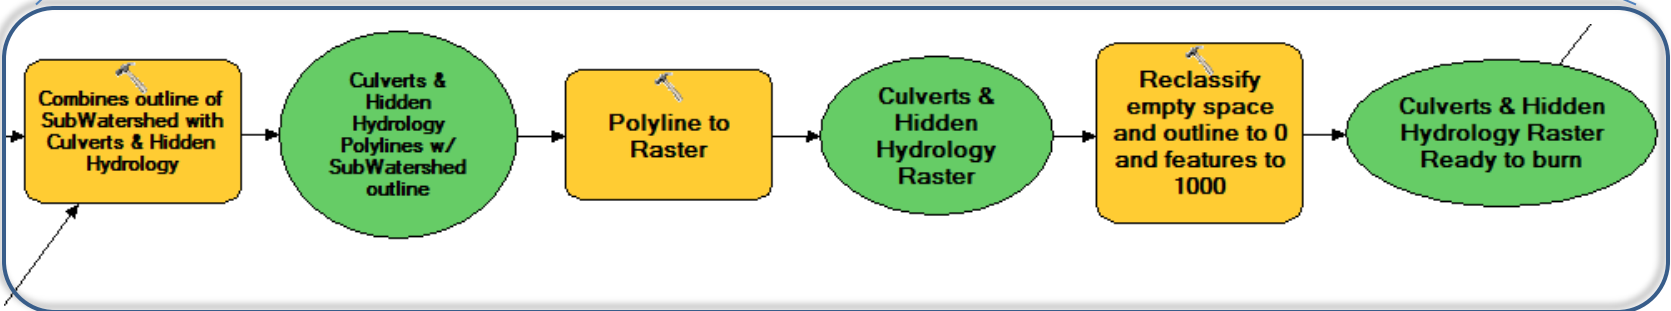 Combines outline of
SubWatershed with
Culverts & Hidden
Hydrology
Culverts &
Hidden
Hydrology
Polylines w/
SubWatershed
outline
Polyline to
Raster
Culverts &
Hidden
Hydrology
Raster
Reclassify
empty space
and outline to 0
and features to
1000
Culverts & Hidden
Hydrology Raster
Ready to burn